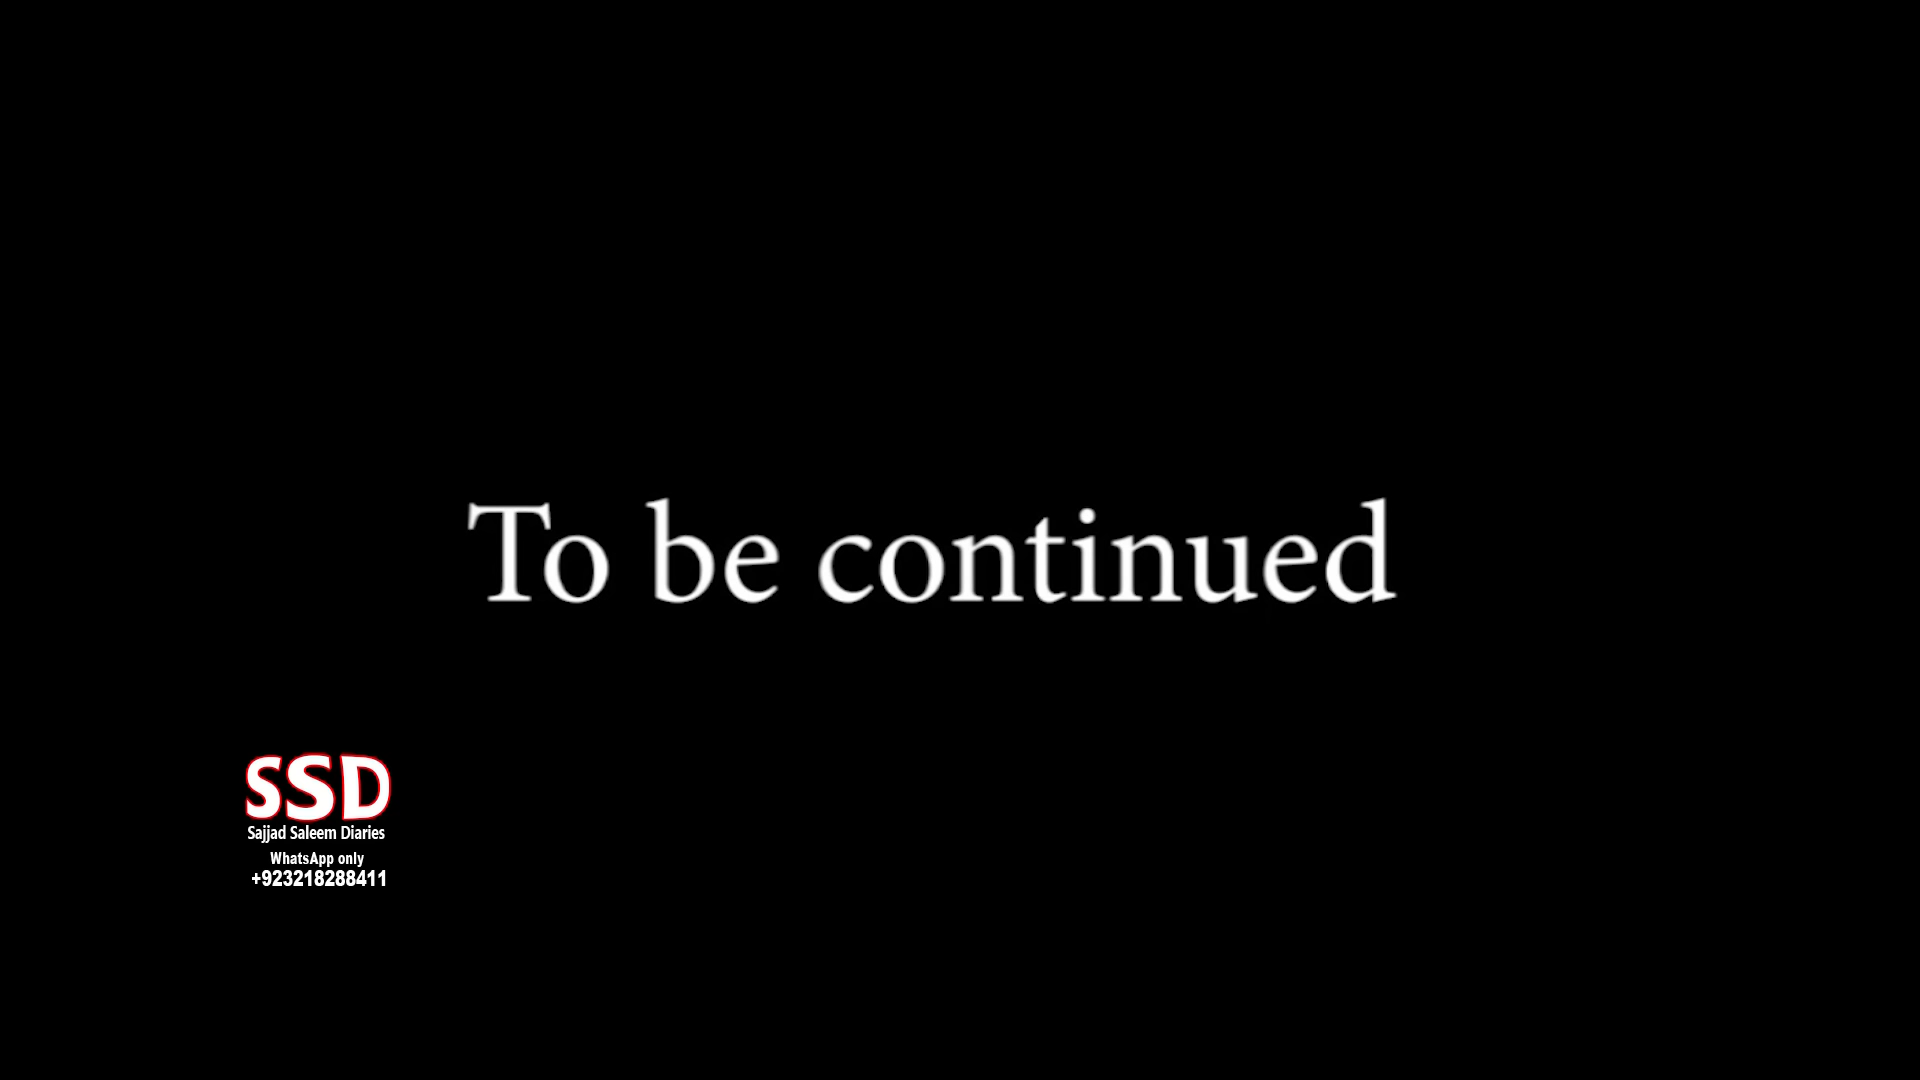 To be continued
SSD
Sajjad Saleem Diaries
WhatsApp only
+923218288411